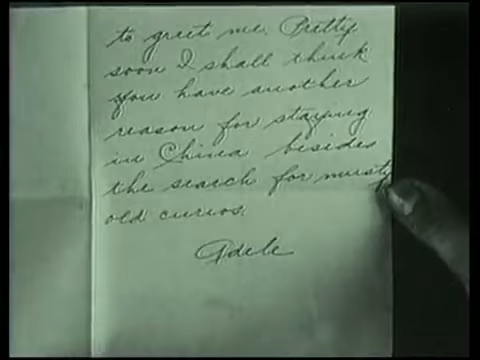 to greet me. Pretty
soon I shall think
you have another
reason for staying
in China besides
the search for musty
old curios.
Adele